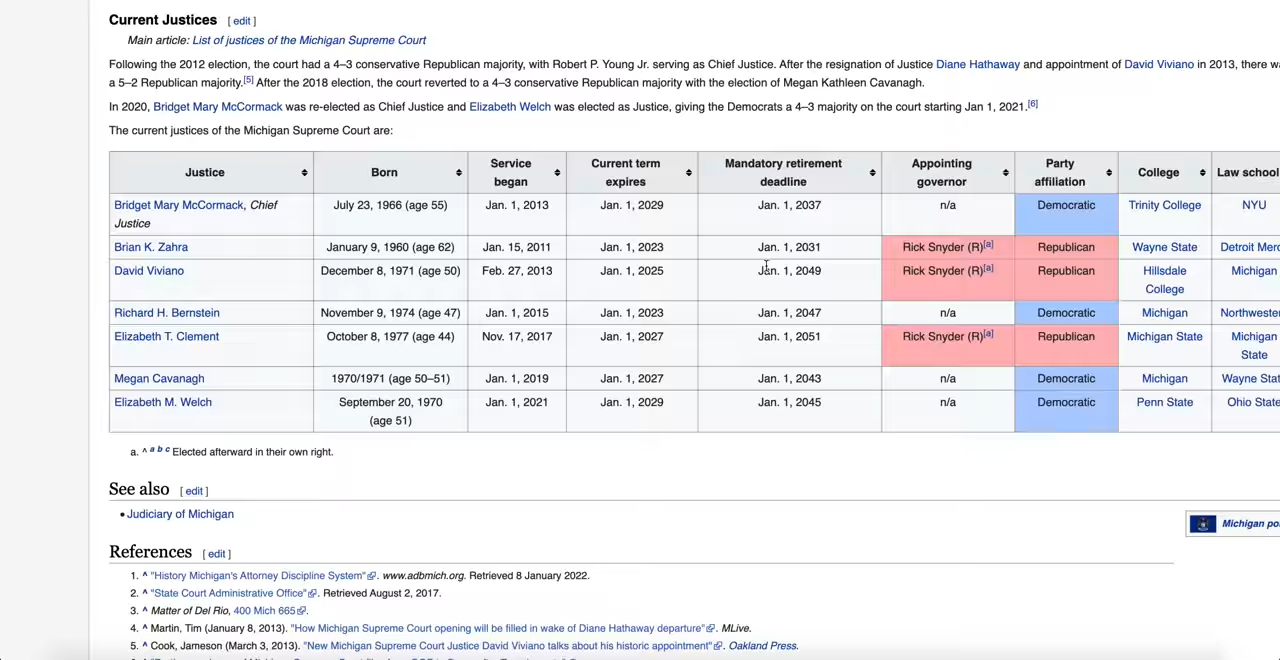 Current Justices [ edit ]
Main article: List of justices of the Michigan Supreme Court
Following the 2012 election, the court had a 4–3 conservative Republican majority, with Robert P. Young Jr. serving as Chief Justice. After the resignation of Justice Diane Hathaway and appointment of David Viviano in 2013, there
a 5–2 Republican majority.[5] After the 2018 election, the court reverted to a 4–3 conservative Republican majority with the election of Megan Kathleen Cavanagh.
In 2020, Bridget Mary McCormack was re-elected as Chief Justice and Elizabeth Welch was elected as Justice, giving the Democrats a 4–3 majority on the court starting Jan 1, 2021.[6]
The current justices of the Michigan Supreme Court are:
Justice Born Service began Current term expires Mandatory retirement deadline Appointing governor Party affiliation College Law school
Bridget Mary McCormack, Chief Justice July 23, 1966 (age 55) Jan. 1, 2013 Jan. 1, 2029 Jan. 1, 2037 n/a Democratic Trinity College NYU
Brian K. Zahra January 9, 1960 (age 62) Jan. 15, 2011 Jan. 1, 2023 Jan. 1, 2031 Rick Snyder (R)[a] Republican Wayne State Detroit
David Viviano December 8, 1971 (age 50) Feb. 27, 2013 Jan. 1, 2025 Jan. 1, 2049 Rick Snyder (R)[a] Republican Hillsdale College Michigan
Richard H. Bernstein November 9, 1974 (age 47) Jan. 1, 2015 Jan. 1, 2023 Jan. 1, 2047 n/a Democratic Michigan
Elizabeth T. Clement October 8, 1977 (age 44) Nov. 17, 2017 Jan. 1, 2027 Jan. 1, 2051 Rick Snyder (R)[a] Republican Michigan State Michigan State
Megan Cavanagh 1970/1971 (age 50–51) Jan. 1, 2019 Jan. 1, 2027 Jan. 1, 2043 n/a Democratic Michigan Wayne
Elizabeth M. Welch September 20, 1970 (age 51) Jan. 1, 2021 Jan. 1, 2029 Jan. 1, 2045 n/a Democratic Penn State Ohio State
a. ^ a b c Elected afterward in their own right.
See also [ edit ]
• Judiciary of Michigan
Michigan
References [ edit ]
1. ^ "History Michigan's Attorney Discipline System". www.adbmich.org. Retrieved 8 January 2022.
2. ^ "State Court Administrative Office". Retrieved August 2, 2017.
3. ^ Matter of Del Rio, 400 Mich 665.
4. ^ Martin, Tim (January 8, 2013). "How Michigan Supreme Court opening will be filled in wake of Diane Hathaway departure". MLive.
5. ^ Cook, Jameson (March 3, 2013). "New Michigan Supreme Court Justice David Viviano talks about his historic appointment". Oakland Press.